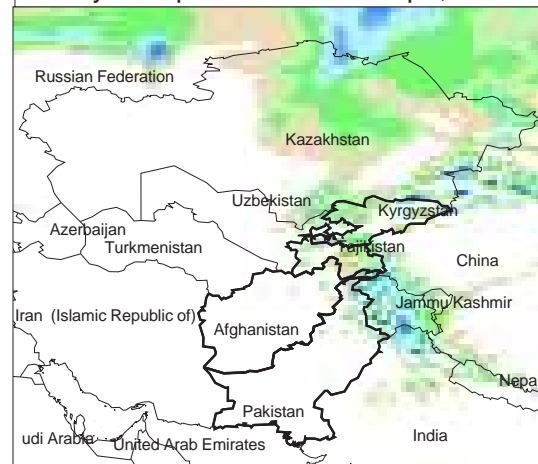 Russian Federation
Kazakhstan
Uzbekistan
Kyrgyzstan
Azerbaijan
Turkmenistan
Tajikistan
China
Jammu Kashmir
Iran (Islamic Republic of)
Afghanistan
Nepa
Pakistan
udi Arabia
United Arab Emirates
India